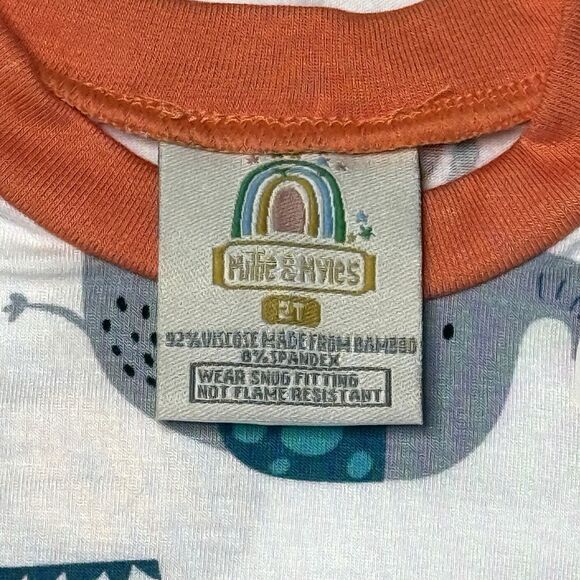 Millie & Myles
2T
92% VISCOSE MADE FROM BAMBOO
8% SPANDEX
WEAR SNUG FITTING
NOT FLAME RESISTANT